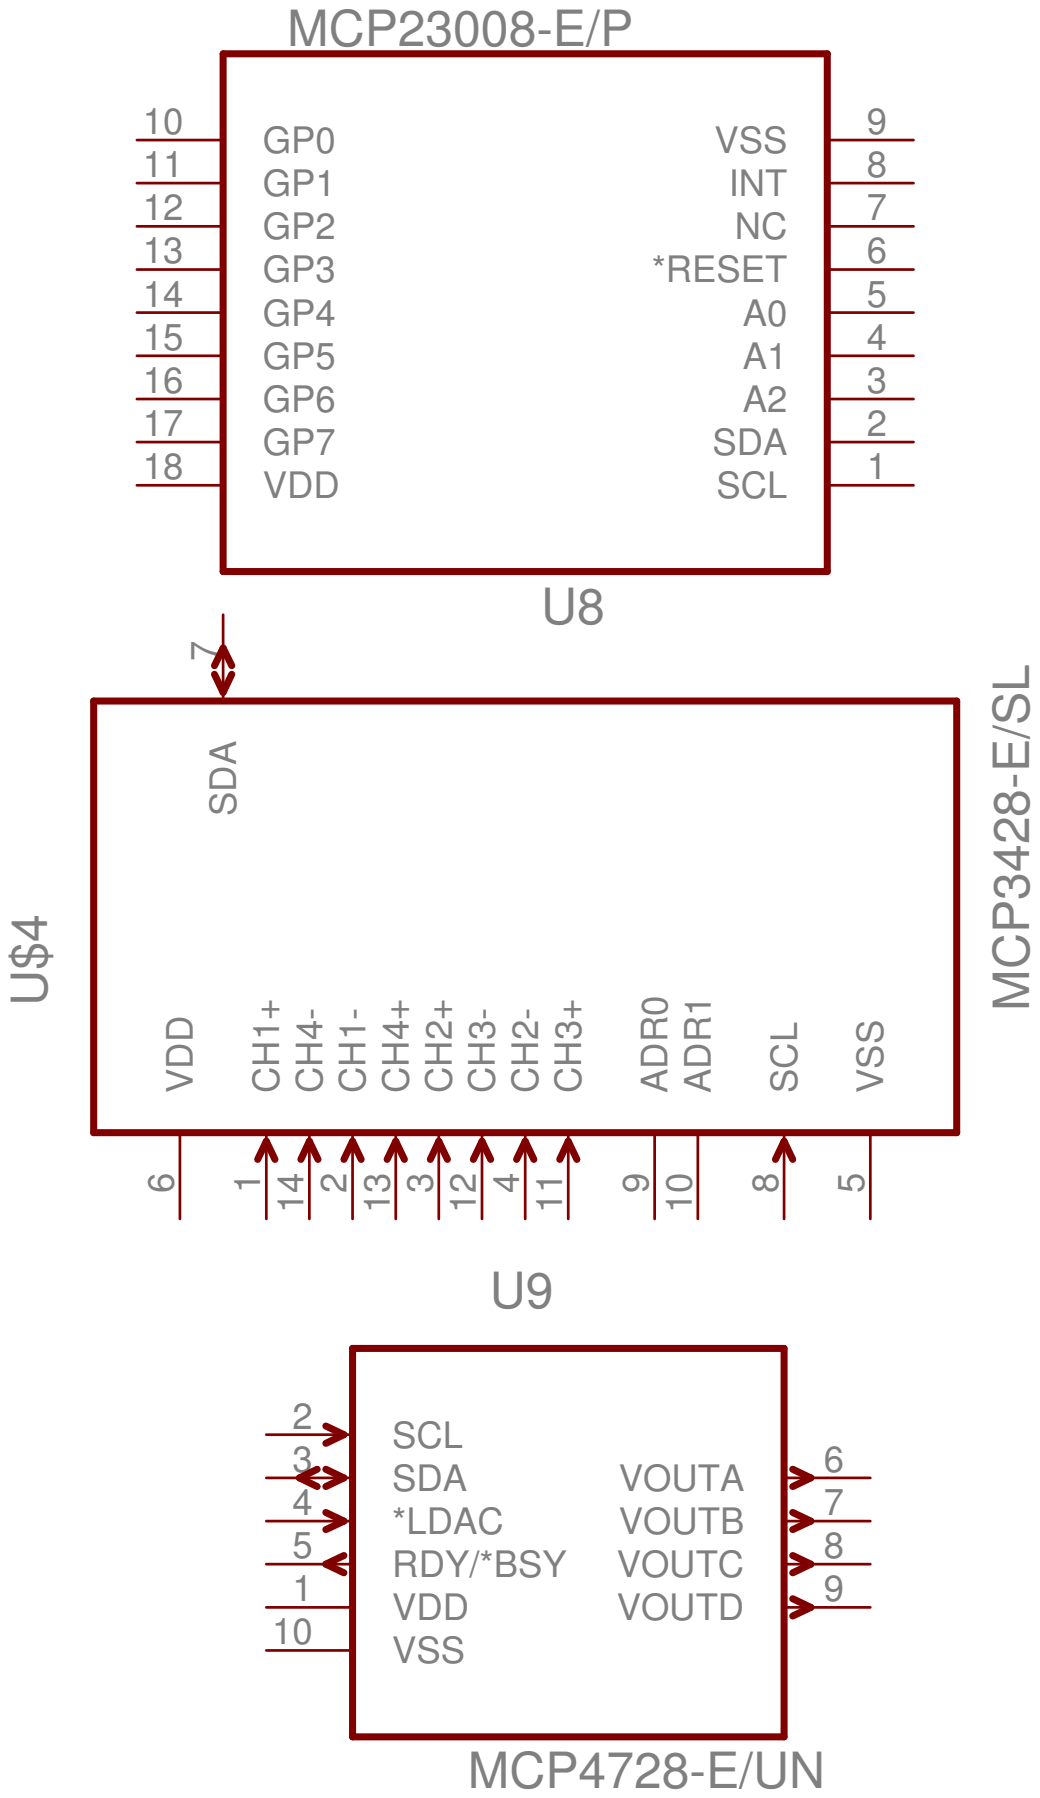 MCP23008-E/P
10 GP0 VSS 9
11 GP1 INT 8
12 GP2 NC 7
13 GP3 *RESET 6
14 GP4 A0 5
15 GP5 A1 4
16 GP6 A2 3
17 GP7 SDA 2
18 VDD SCL 1
U8
7
SDA
MCP3428-E/SL
U$4
VDD CH1+ CH4- CH1- CH4+ CH2+ CH3- CH2- CH3+ ADR0 ADR1 SCL VSS
6 1 14 2 13 3 12 4 11 9 10 8 5
U9
2 SCL
3 SDA VOUTA 6
4 *LDAC VOUTB 7
5 RDY/*BSY VOUTC 8
1 VDD VOUTD 9
10 VSS
MCP4728-E/UN